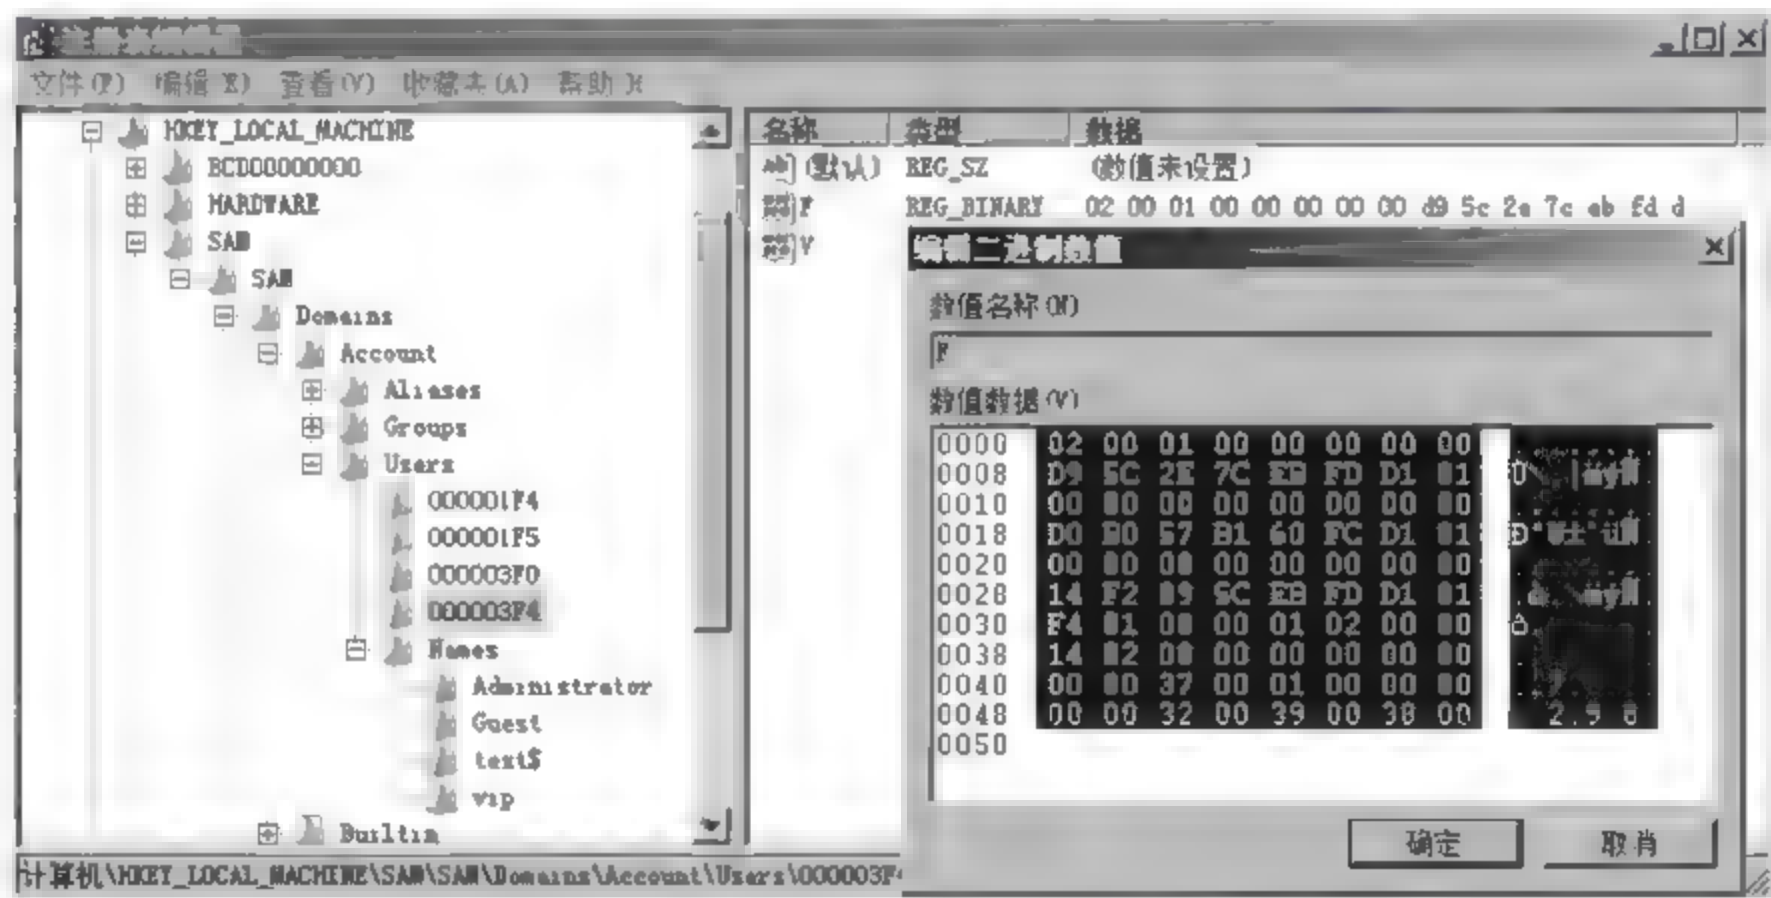 注册表编辑器
文件(F) 编辑(E) 查看(V) 收藏夹(A) 帮助(H)
HKEY_LOCAL_MACHINE
BCD00000000
HARDWARE
SAM
SAM
Domains
Account
Aliases
Groups
Users
000001F4
000001F5
000003F0
000003F4
Names
Administrator
Guest
test$
vip
Builtin
计算机\HKEY_LOCAL_MACHINE\SAM\SAM\Domains\Account\Users\000003F4
名称 类型 数据
(默认) REG_SZ (数值未设置)
F REG_BINARY 02 00 01 00 00 00 00 00 d9 5c 2e 7c eb fd d
V
编辑二进制数值
数值名称(N)
F
数值数据(V)
0000 02 00 01 00 00 00 00 00
0008 D9 5C 2E 7C EB FD D1 01
0010 00 00 00 00 00 00 00 00
0018 D0 B0 57 B1 60 FC D1 01
0020 00 00 00 00 00 00 00 00
0028 14 F2 09 5C EB FD D1 01
0030 F4 01 00 00 01 02 00 00
0038 14 02 00 00 00 00 00 00
0040 00 00 37 00 01 00 00 00
0048 00 00 32 00 39 00 38 00
0050
确定 取消